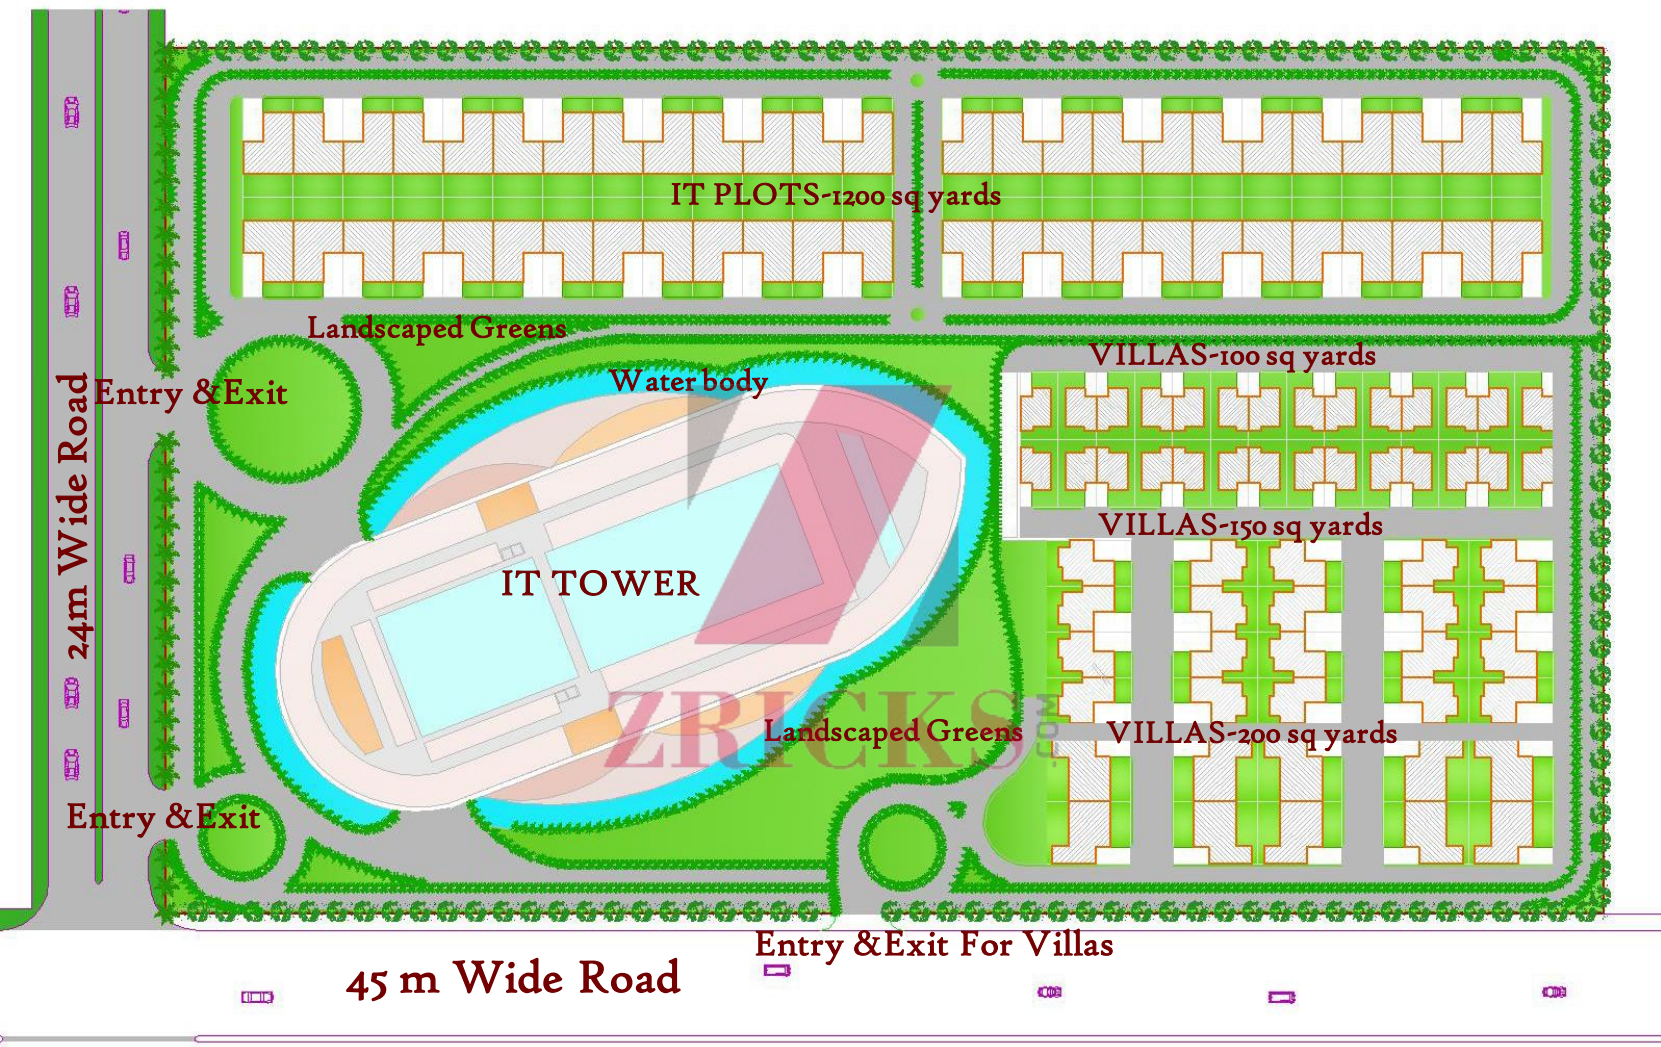 IT PLOTS-1200 sq yards
Landscaped Greens
VILLAS-100 sq yards
Water body
Entry &Exit
24m Wide Road
VILLAS-150 sq yards
IT TOWER
ZRICKS
.COM
Landscaped Greens
VILLAS-200 sq yards
Entry &Exit
Entry &Exit For Villas
45 m Wide Road